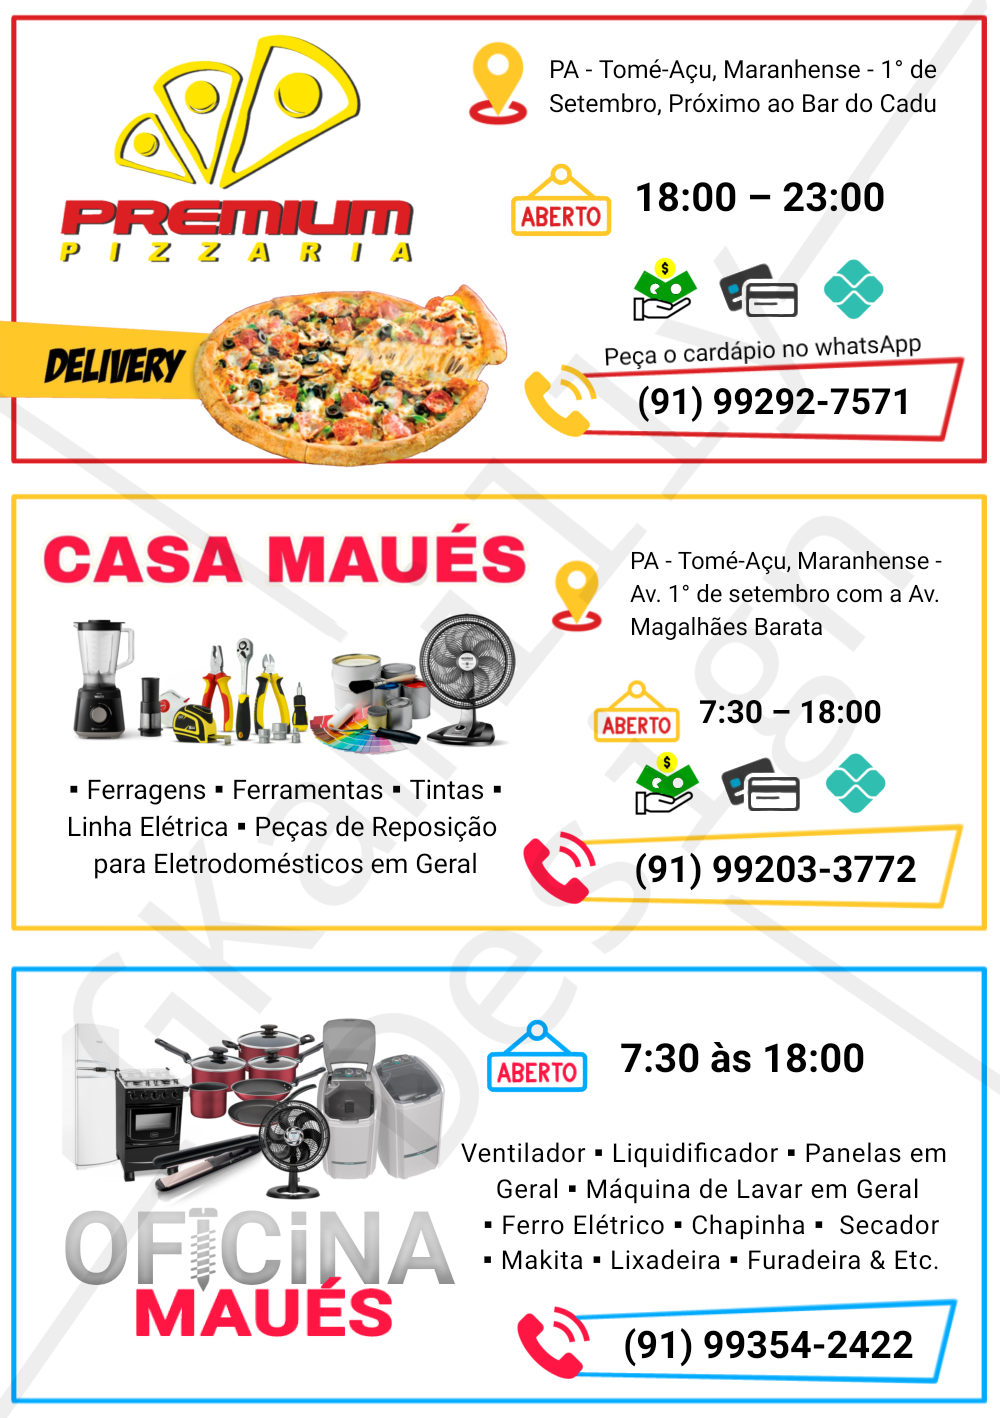 PREMIUM
PIZZARIA
DELIVERY
PA - Tomé-Açu, Maranhense - 1° de
Setembro, Próximo ao Bar do Cadu
ABERTO
18:00 – 23:00
$
Peça o cardápio no whatsApp
(91) 99292-7571
CASA MAUÉS
▪ Ferragens ▪ Ferramentas ▪ Tintas ▪
Linha Elétrica ▪ Peças de Reposição
para Eletrodomésticos em Geral
PA - Tomé-Açu, Maranhense -
Av. 1° de setembro com a Av.
Magalhães Barata
ABERTO
7:30 – 18:00
$
(91) 99203-3772
OFiCiNA
MAUÉS
ABERTO
7:30 às 18:00
Ventilador ▪ Liquidificador ▪ Panelas em
Geral ▪ Máquina de Lavar em Geral
▪ Ferro Elétrico ▪ Chapinha ▪ Secador
▪ Makita ▪ Lixadeira ▪ Furadeira & Etc.
(91) 99354-2422
Design